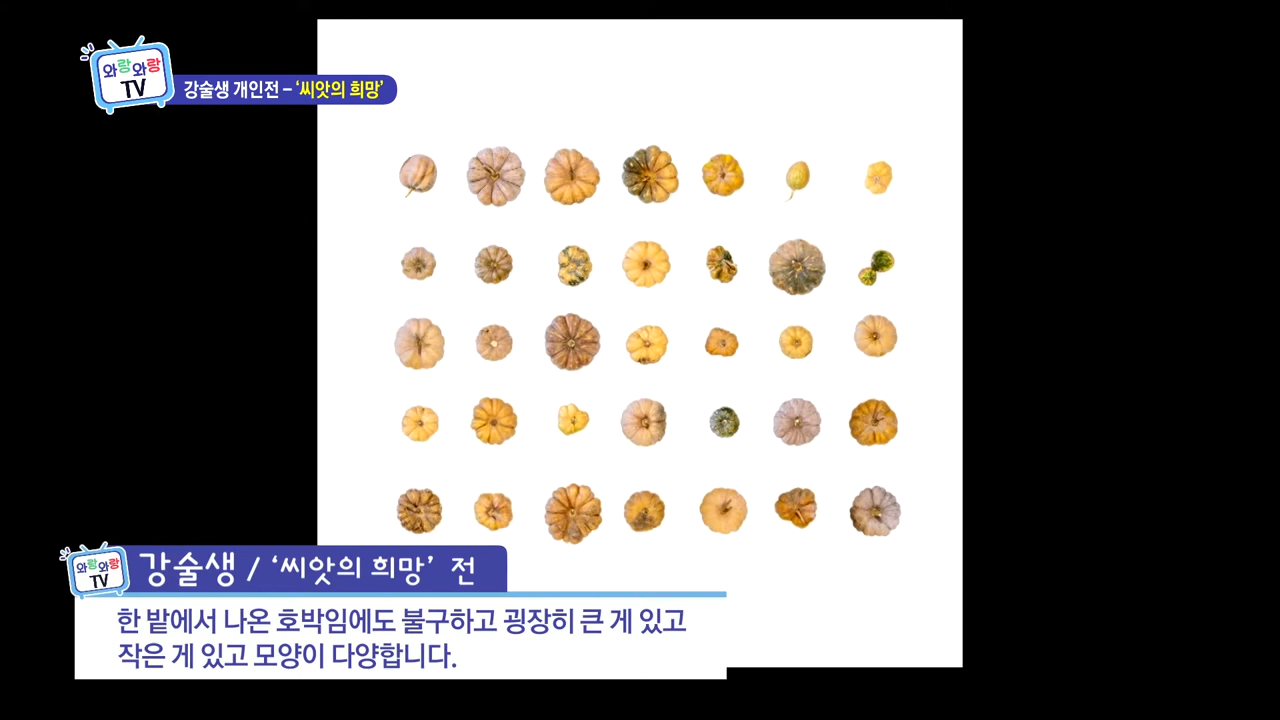 와랑와랑
TV
강술생 개인전 – ‘씨앗의 희망’
와랑와랑
TV
강술생 / ‘씨앗의 희망’ 전
한 밭에서 나온 호박임에도 불구하고 굉장히 큰 게 있고
작은 게 있고 모양이 다양합니다.